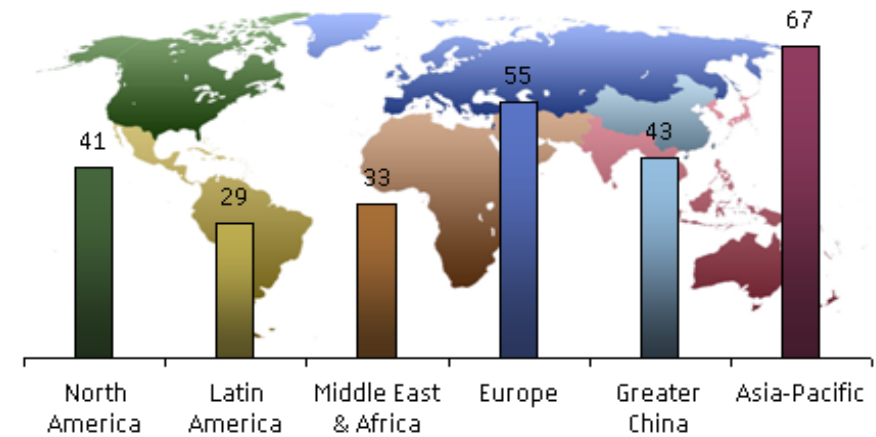 67
55
43
41
33
29
North America
Latin America
Middle East & Africa
Europe
Greater China
Asia-Pacific